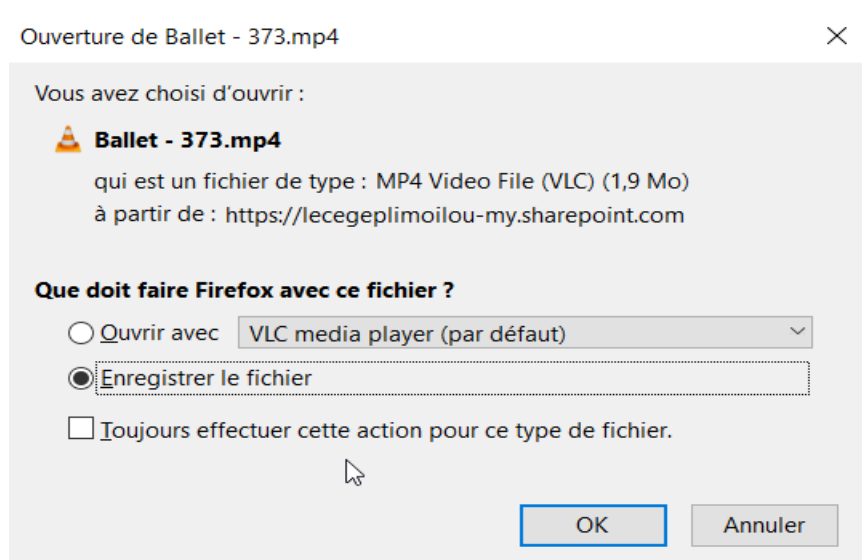 Ouverture de Ballet - 373.mp4
Vous avez choisi d’ouvrir :
Ballet - 373.mp4
qui est un fichier de type : MP4 Video File (VLC) (1,9 Mo)
à partir de : https://lecegeplimoilou-my.sharepoint.com
Que doit faire Firefox avec ce fichier ?
Ouvrir avec VLC media player (par défaut)
Enregistrer le fichier
Toujours effectuer cette action pour ce type de fichier.
OK Annuler